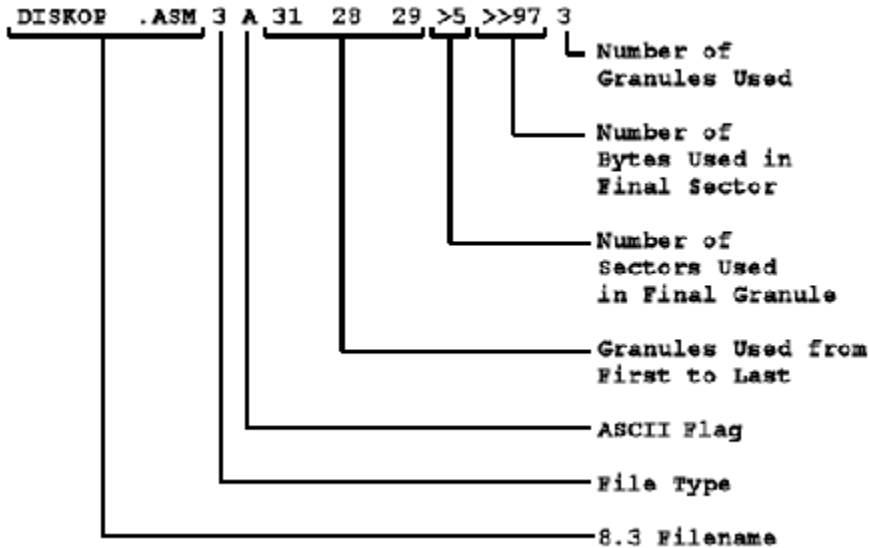 DISKOP .ASM 3 A 31 28 29 >5 >>97 3
Number of
Granules Used
Number of
Bytes Used in
Final Sector
Number of
Sectors Used
in Final Granule
Granules Used from
First to Last
ASCII Flag
File Type
8.3 Filename